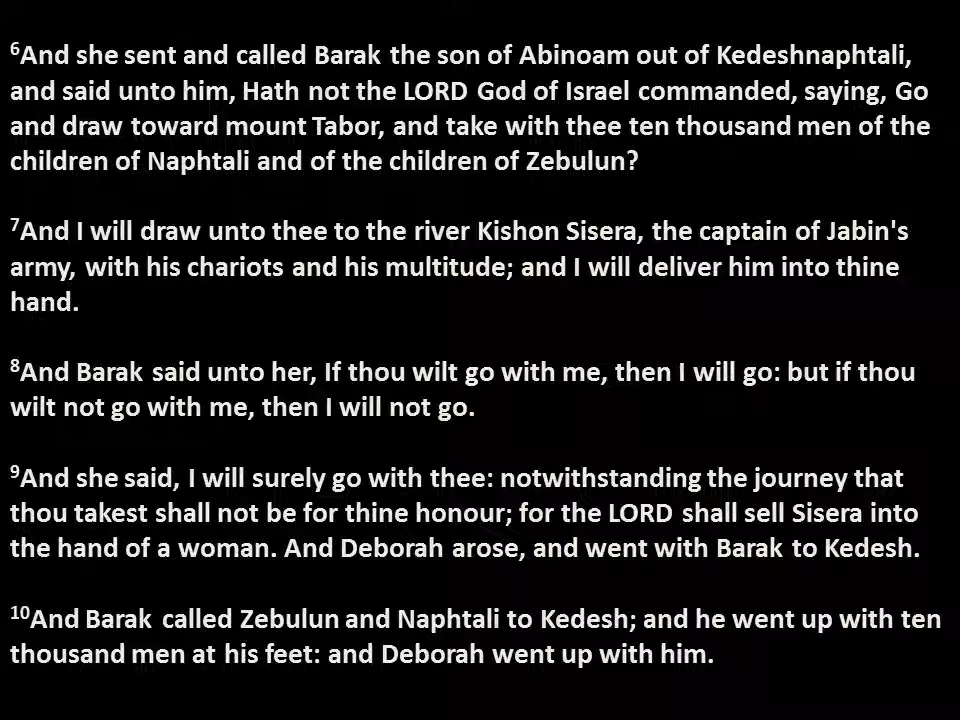 6And she sent and called Barak the son of Abinoam out of Kedeshnaphtali,
and said unto him, Hath not the LORD God of Israel commanded, saying, Go
and draw toward mount Tabor, and take with thee ten thousand men of the
children of Naphtali and of the children of Zebulun?
7And I will draw unto thee to the river Kishon Sisera, the captain of Jabin's
army, with his chariots and his multitude; and I will deliver him into thine
hand.
8And Barak said unto her, If thou wilt go with me, then I will go: but if thou
wilt not go with me, then I will not go.
9And she said, I will surely go with thee: notwithstanding the journey that
thou takest shall not be for thine honour; for the LORD shall sell Sisera into
the hand of a woman. And Deborah arose, and went with Barak to Kedesh.
10And Barak called Zebulun and Naphtali to Kedesh; and he went up with ten
thousand men at his feet: and Deborah went up with him.